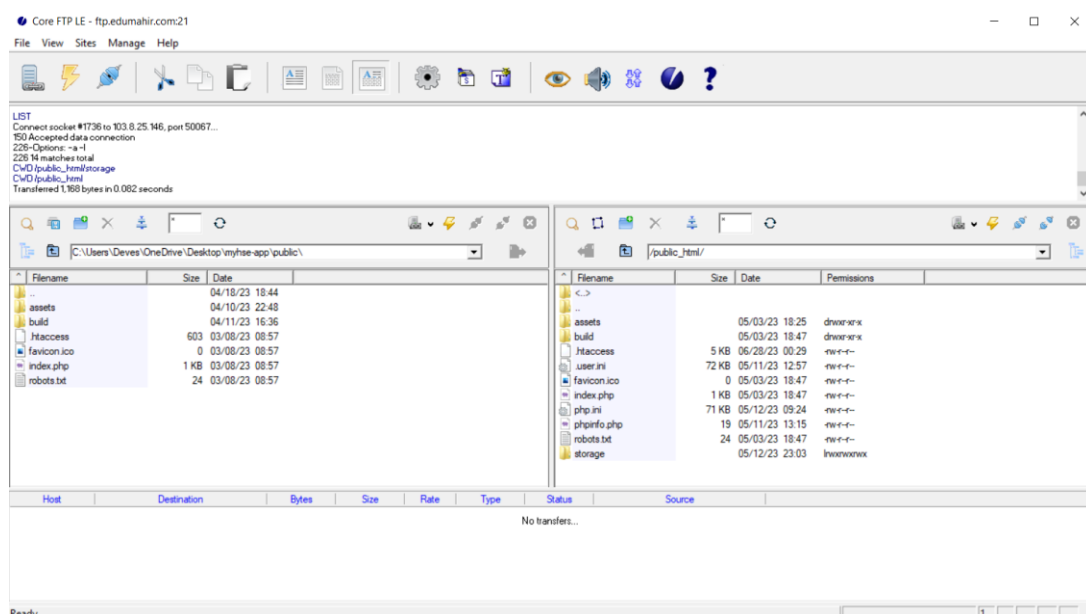 Core FTP LE - ftp.edumahir.com:21
File View Sites Manage Help
LIST
Connect socket #1736 to 103.8.25.146, port 50067...
150 Accepted data connection
226-Options: -a -l
226 14 matches total
CWD /public_html/storage
CWD /public_html
Transferred 1,168 bytes in 0.082 seconds
C:\Users\Deves\OneDrive\Desktop\myhse-app\public\
Filename Size Date
.. 04/18/23 18:44
assets 04/10/23 22:48
build 04/11/23 16:36
.htaccess 603 03/08/23 08:57
favicon.ico 0 03/08/23 08:57
index.php 1 KB 03/08/23 08:57
robots.txt 24 03/08/23 08:57
/public_html/
Filename Size Date Permissions
<..>
..
assets 05/03/23 18:25 drwxr-xr-x
build 05/03/23 18:47 drwxr-xr-x
.htaccess 5 KB 06/28/23 00:29 -rw-r--r--
.user.ini 72 KB 05/11/23 12:57 -rw-r--r--
favicon.ico 0 05/03/23 18:47 -rw-r--r--
index.php 1 KB 05/03/23 18:47 -rw-r--r--
php.ini 71 KB 05/12/23 09:24 -rw-r--r--
phpinfo.php 19 05/11/23 13:15 -rw-r--r--
robots.txt 24 05/03/23 18:47 -rw-r--r--
storage 05/12/23 23:03 lrwxrwxrwx
Host Destination Bytes Size Rate Type Status Source
No transfers...
Ready